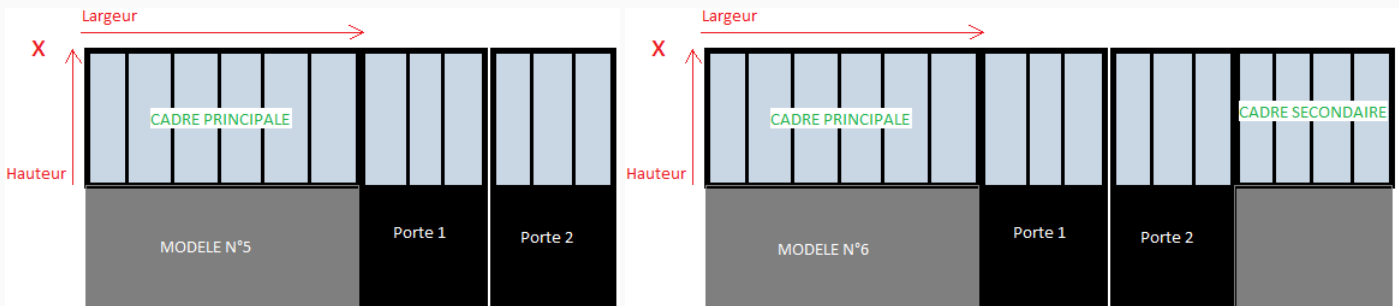 Largeur
X
CADRE PRINCIPALE
Hauteur
MODELE N°5
Porte 1
Porte 2
Largeur
X
CADRE PRINCIPALE
CADRE SECONDAIRE
Hauteur
MODELE N°6
Porte 1
Porte 2